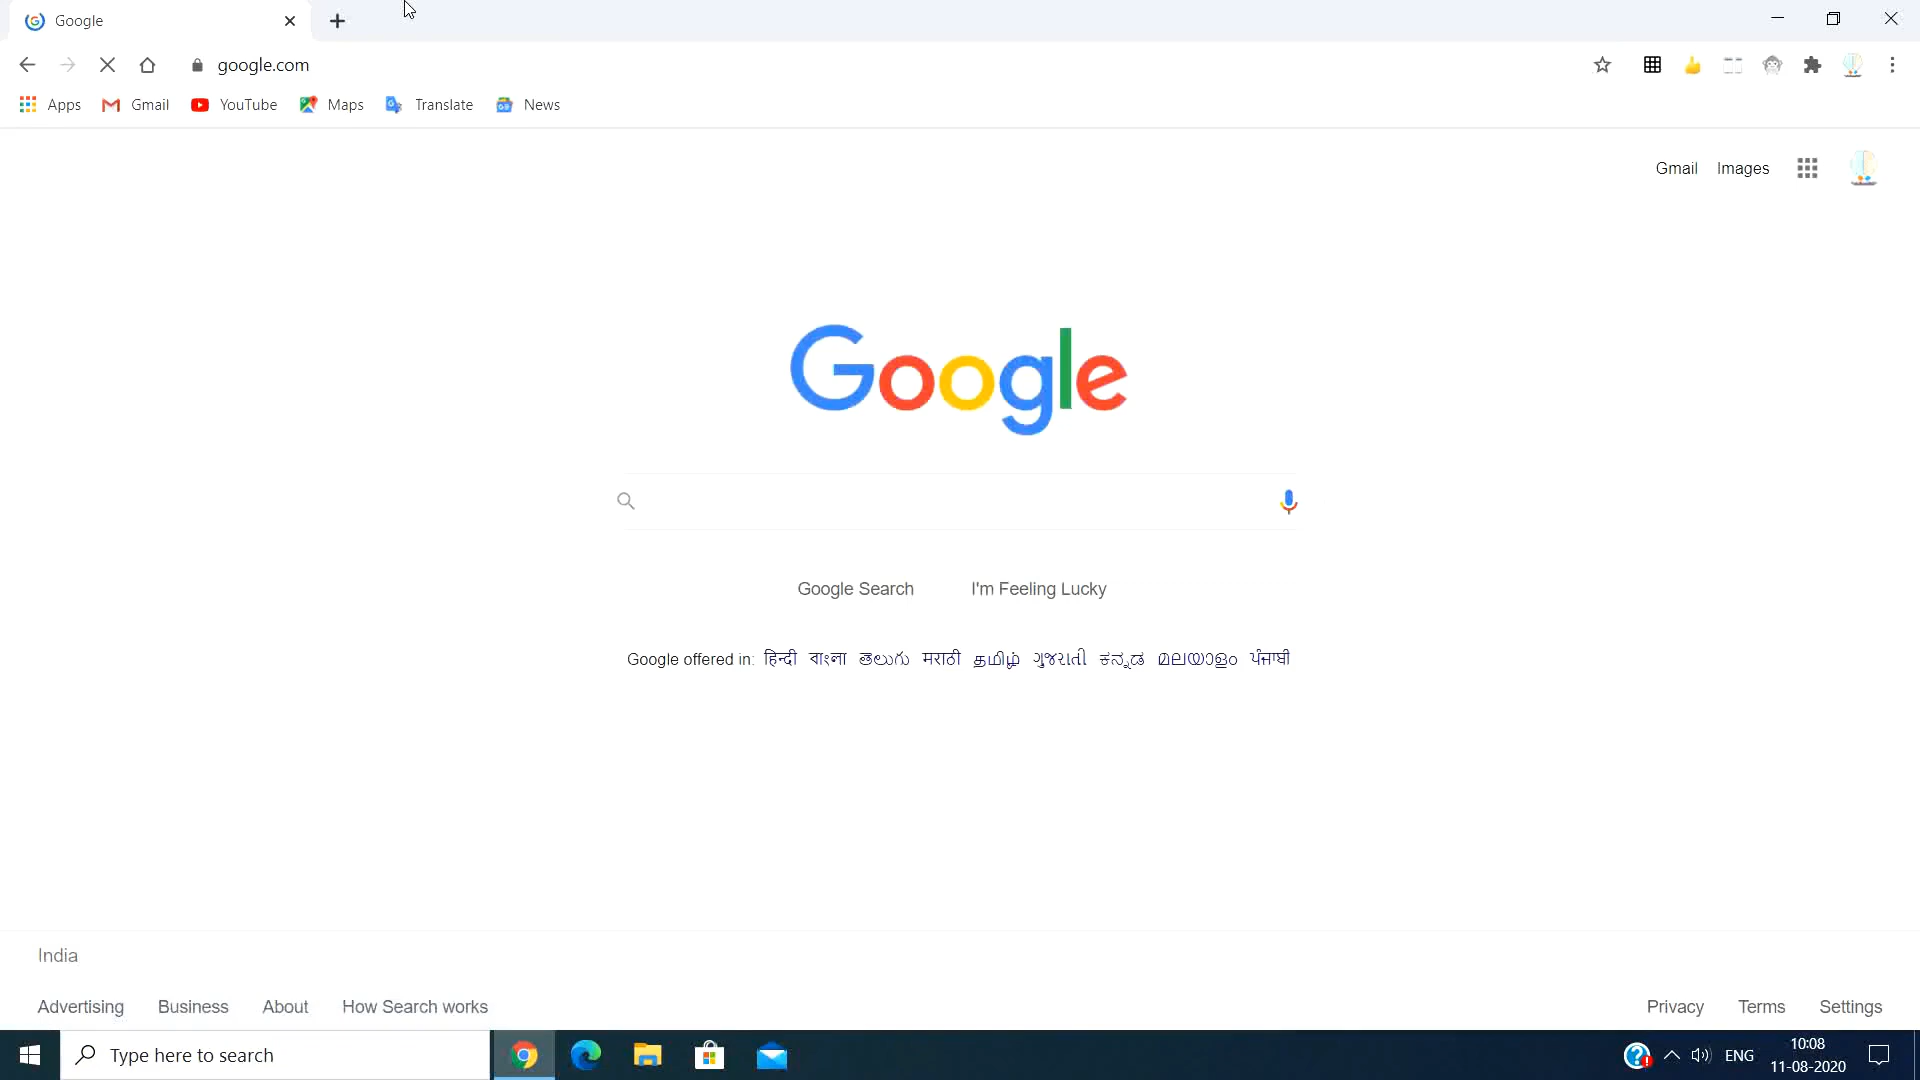 Google
google.com
Apps Gmail YouTube Maps Translate News
Gmail Images
Google
Google Search I'm Feeling Lucky
Google offered in: हिन्दी বাংলা తెలుగు मराठी தமிழ் ગુજરાતી ಕನ್ನಡ മലയാളം ਪੰਜਾਬੀ
India
Advertising Business About How Search works Privacy Terms Settings
Type here to search ENG 10:08
11-08-2020